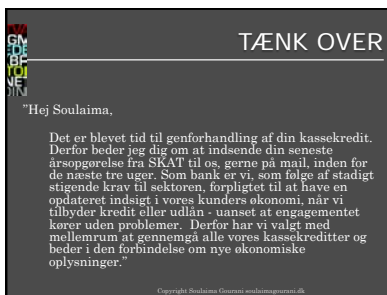 TÆNK OVER
”Hej Soulaima,
Det er blevet tid til genforhandling af din kassekredit.
Derfor beder jeg dig om at indsende din seneste
årsopgørelse fra SKAT til os, gerne på mail, inden for
de næste tre uger. Som bank er vi, som følge af stadigt
stigende krav til sektoren, forpligtet til at have en
opdateret indsigt i vores kunders økonomi, når vi
tilbyder kredit eller udlån - uanset at engagementet
kører uden problemer.  Derfor har vi valgt med
mellemrum at gennemgå alle vores kassekreditter og
beder i den forbindelse om nye økonomiske
oplysninger.”
Copyright Soulaima Gourani soulaimagourani.dk